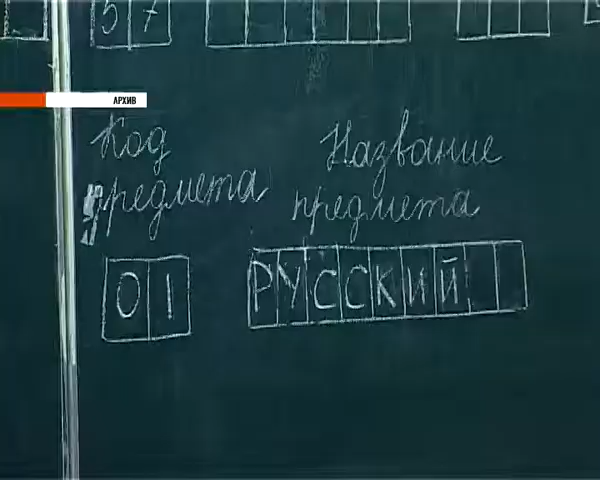 57
АРХИВ
Код Название
предмета предмета
01 РУССКИЙ